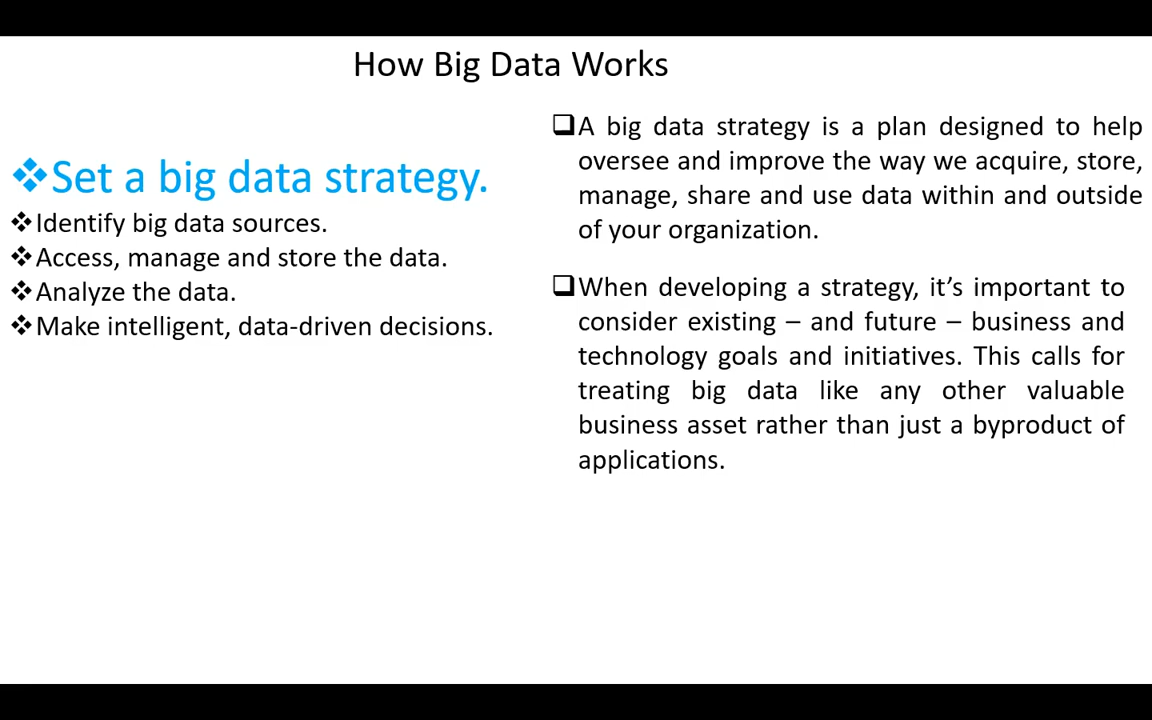 How Big Data Works
❖Set a big data strategy.
❖Identify big data sources.
❖Access, manage and store the data.
❖Analyze the data.
❖Make intelligent, data-driven decisions.
❑A big data strategy is a plan designed to help
oversee and improve the way we acquire, store,
manage, share and use data within and outside
of your organization.
❑When developing a strategy, it’s important to
consider existing – and future – business and
technology goals and initiatives. This calls for
treating big data like any other valuable
business asset rather than just a byproduct of
applications.